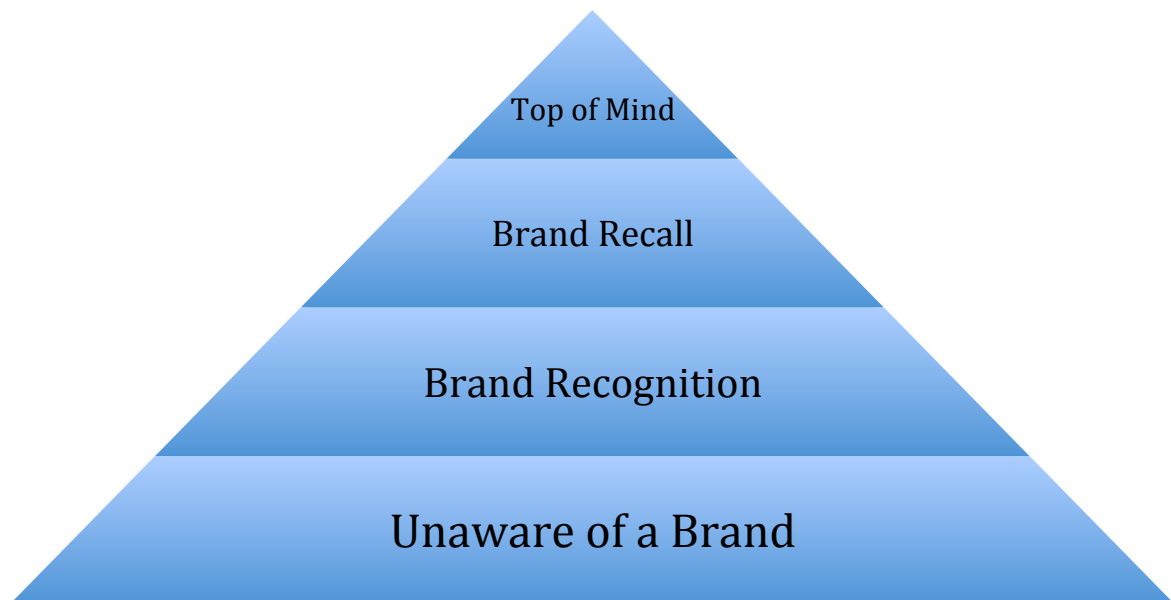 Top of Mind
Brand Recall
Brand Recognition
Unaware of a Brand